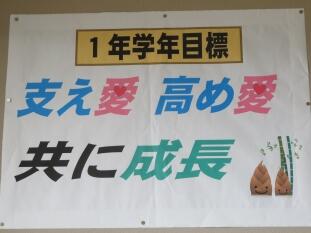 1年学年目標
支え愛 高め愛
共に成長